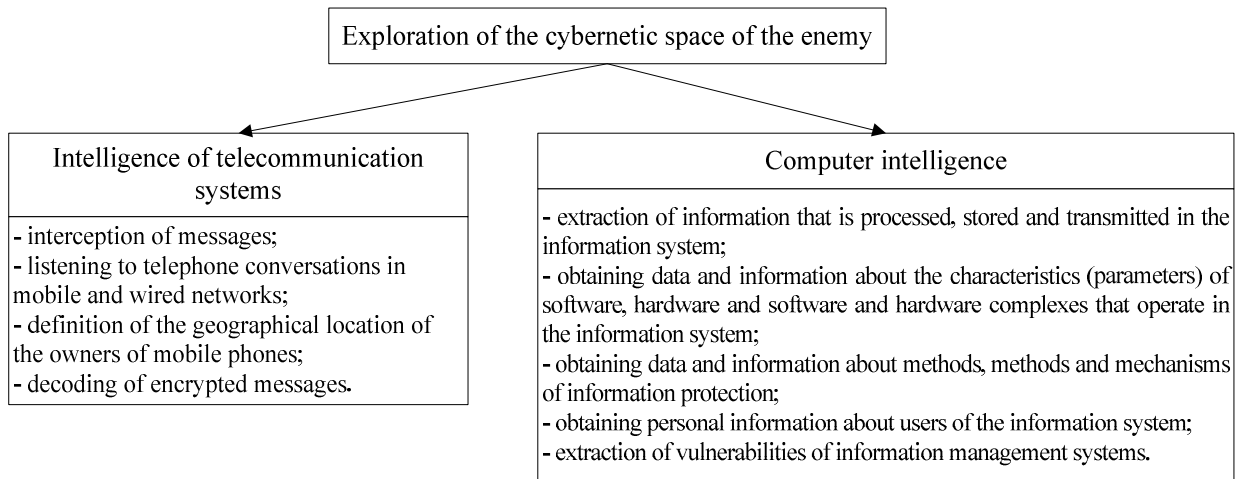 Exploration of the cybernetic space of the enemy
Intelligence of telecommunication
systems
- interception of messages;
- listening to telephone conversations in
mobile and wired networks;
- definition of the geographical location of
the owners of mobile phones;
- decoding of encrypted messages.
Computer intelligence
- extraction of information that is processed, stored and transmitted in the
information system;
- obtaining data and information about the characteristics (parameters) of
software, hardware and software and hardware complexes that operate in
the information system;
- obtaining data and information about methods, methods and mechanisms
of information protection;
- obtaining personal information about users of the information system;
- extraction of vulnerabilities of information management systems.